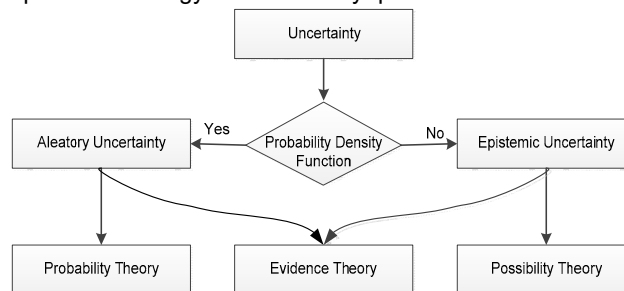 Uncertainty
Yes
No
Aleatory Uncertainty
Probability Density
Function
Epistemic Uncertainty
Probability Theory
Evidence Theory
Possibility Theory